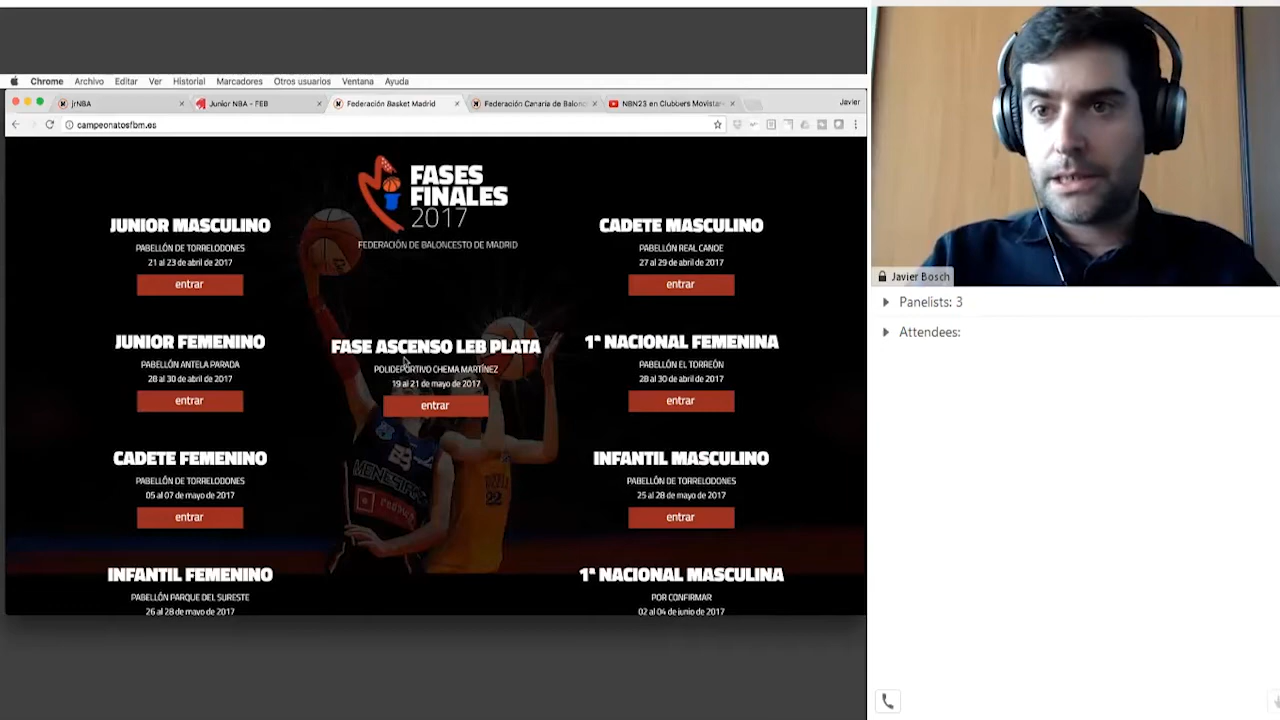 Chrome Archivo Editar Ver Historial Marcadores Otros usuarios Ventana Ayuda
jrNBA
Junior NBA - FEB
Federación Basket Madrid
Federación Canaria de Balonc
NBN23 en Clubbers Movistar
Javier
campeonatosfbm.es
FASES
FINALES
2017
FEDERACIÓN DE BALONCESTO DE MADRID
JUNIOR MASCULINO
PABELLÓN DE TORRELODONES
21 al 23 de abril de 2017
entrar
CADETE MASCULINO
PABELLÓN REAL CANOE
27 al 29 de abril de 2017
entrar
JUNIOR FEMENINO
PABELLÓN ANTELA PARADA
28 al 30 de abril de 2017
entrar
FASE ASCENSO LEB PLATA
POLIDEPORTIVO CHEMA MARTÍNEZ
19 al 21 de mayo de 2017
entrar
1ª NACIONAL FEMENINA
PABELLÓN EL TORREÓN
28 al 30 de abril de 2017
entrar
CADETE FEMENINO
PABELLÓN DE TORRELODONES
05 al 07 de mayo de 2017
entrar
INFANTIL MASCULINO
PABELLÓN DE TORRELODONES
25 al 28 de mayo de 2017
entrar
INFANTIL FEMENINO
PABELLÓN PARQUE DEL SURESTE
26 al 28 de mayo de 2017
1ª NACIONAL MASCULINA
POR CONFIRMAR
02 al 04 de junio de 2017
22
Javier Bosch
Panelists: 3
Attendees: